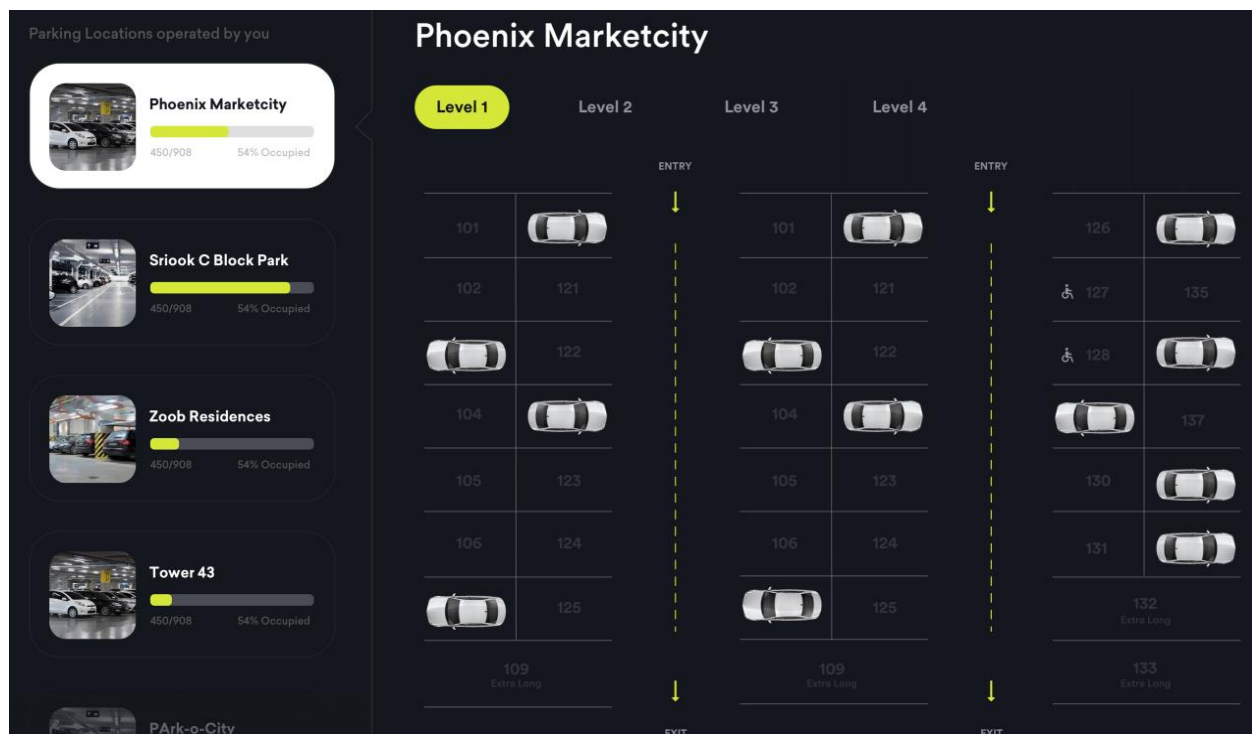 Parking Locations operated by you
Phoenix Marketcity
450/908 54% Occupied
Sriook C Block Park
450/908 54% Occupied
Zoob Residences
450/908 54% Occupied
Tower 43
450/908 54% Occupied
PArk-o-City
Phoenix Marketcity
Level 1 Level 2 Level 3 Level 4
ENTRY ENTRY
101 101 126
102 121 102 121 127 135
122 122 128
104 104 137
105 123 105 123 130
106 124 106 124 131
125 125 132
Extra Long
109 109 133
Extra Long Extra Long Extra Long
EXIT EXIT